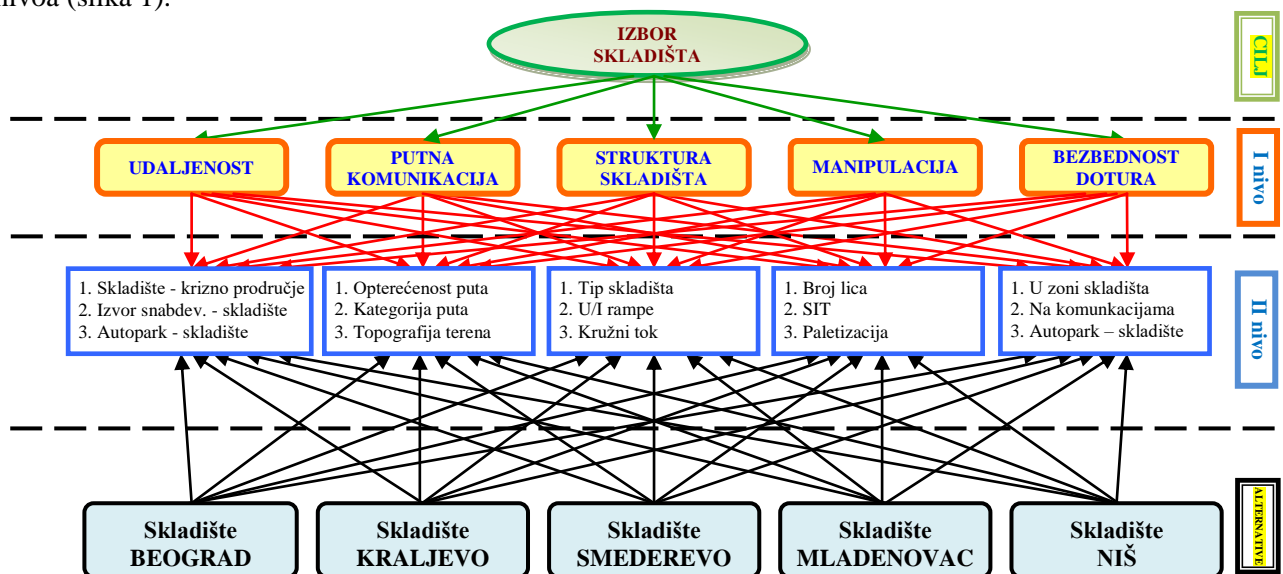 nivoa (slika 1).
IZBOR
SKLADIŠTA
CILJ
UDALJENOST
PUTNA
KOMUNIKACIJA
STRUKTURA
SKLADIŠTA
MANIPULACIJA
BEZBEDNOST
DOTURA
I nivo
1. Skladište - krizno prodručje
2. Izvor snabdev. - skladište
3. Autopark - skladište
1. Opterećenost puta
2. Kategorija puta
3. Topografija terena
1. Tip skladišta
2. U/I rampe
3. Kružni tok
1. Broj lica
2. SIT
3. Paletizacija
1. U zoni skladišta
2. Na komunkacijama
3. Autopark – skladište
II nivo
Skladište
BEOGRAD
Skladište
KRALJEVO
Skladište
SMEDEREVO
Skladište
MLADENOVAC
Skladište
NIŠ
ALTERNATIVE